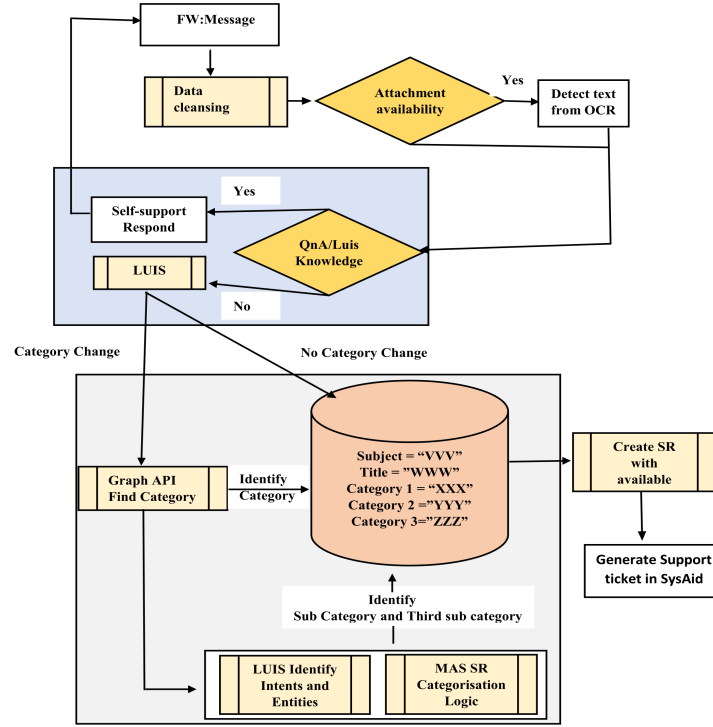 FW:Message
Data
cleansing
Attachment
availability
Yes
Detect text
from OCR
Yes
Self-support
Respond
QnA/Luis
Knowledge
LUIS
No
Category Change
No Category Change
Subject = “VVV”
Title = ”WWW”
Category 1 = “XXX”
Category 2 =”YYY”
Category 3=”ZZZ”
Graph API
Find Category
Identify
Category
Create SR
with
available
Generate Support
ticket in SysAid
Identify
Sub Category and Third sub category
LUIS Identify
Intents and
Entities
MAS SR
Categorisation
Logic